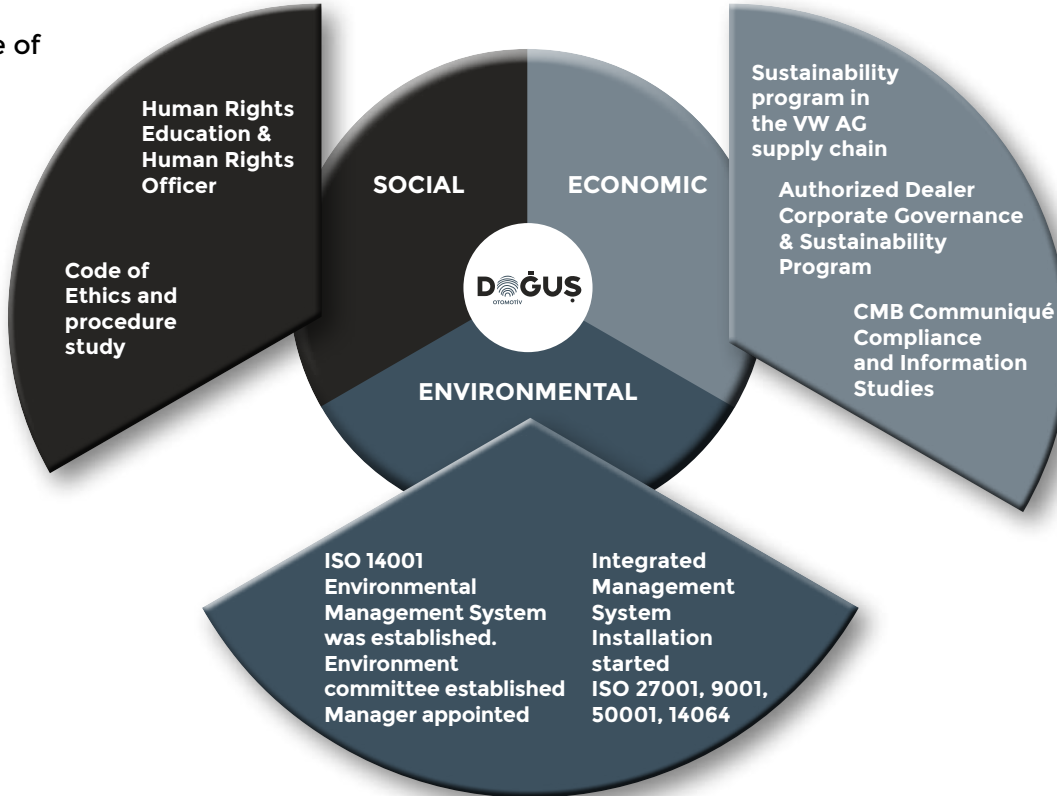 e of
Human Rights
Education &
Human Rights
Officer
Code of
Ethics and
procedure
study
SOCIAL
ECONOMIC
DOĞUŞ
OTOMOTİV
ENVIRONMENTAL
Sustainability
program in
the VW AG
supply chain
Authorized Dealer
Corporate Governance
& Sustainability
Program
CMB Communiqué
Compliance
and Information
Studies
ISO 14001
Environmental
Management System
was established.
Environment
committee established
Manager appointed
Integrated
Management
System
Installation
started
ISO 27001, 9001,
50001, 14064